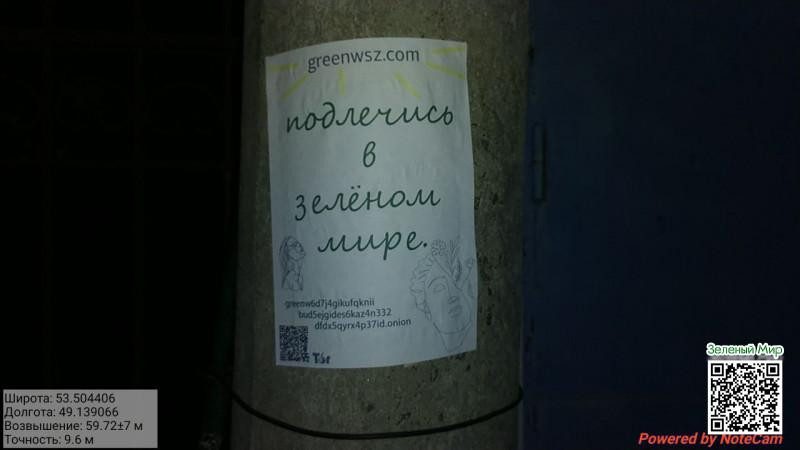 greenwsz.com
подлечись
в
зелёном
мире.
greenw6d7j4gikufqknii
bud5ejgides6kaz4n332
dfdx5qyrx4p37id.onion
Зеленый Мир
Широта: 53.504406
Долгота: 49.139066
Возвышение: 59.72±7 м
Точность: 9.6 м
Powered by NoteCam